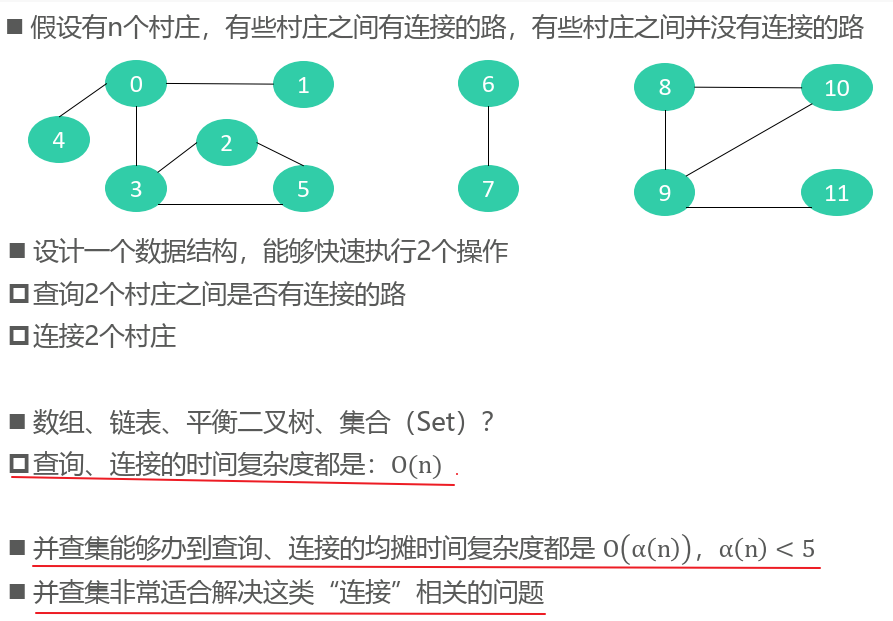 ■ 假设有n个村庄，有些村庄之间有连接的路，有些村庄之间并没有连接的路
0 1 6 8 10
4 2
3 5 7 9 11
■ 设计一个数据结构，能够快速执行2个操作
查询2个村庄之间是否有连接的路
连接2个村庄
■ 数组、链表、平衡二叉树、集合（Set）？
查询、连接的时间复杂度都是：O(n)
■ 并查集能够办到查询、连接的均摊时间复杂度都是 O(α(n))，α(n) < 5
■ 并查集非常适合解决这类“连接”相关的问题